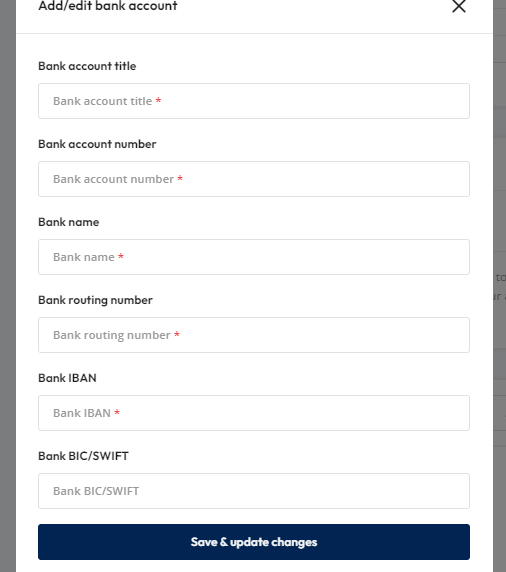 Add/edit bank account
Bank account title
Bank account title *
Bank account number
Bank account number *
Bank name
Bank name *
Bank routing number
Bank routing number *
Bank IBAN
Bank IBAN *
Bank BIC/SWIFT
Bank BIC/SWIFT
Save & update changes
to